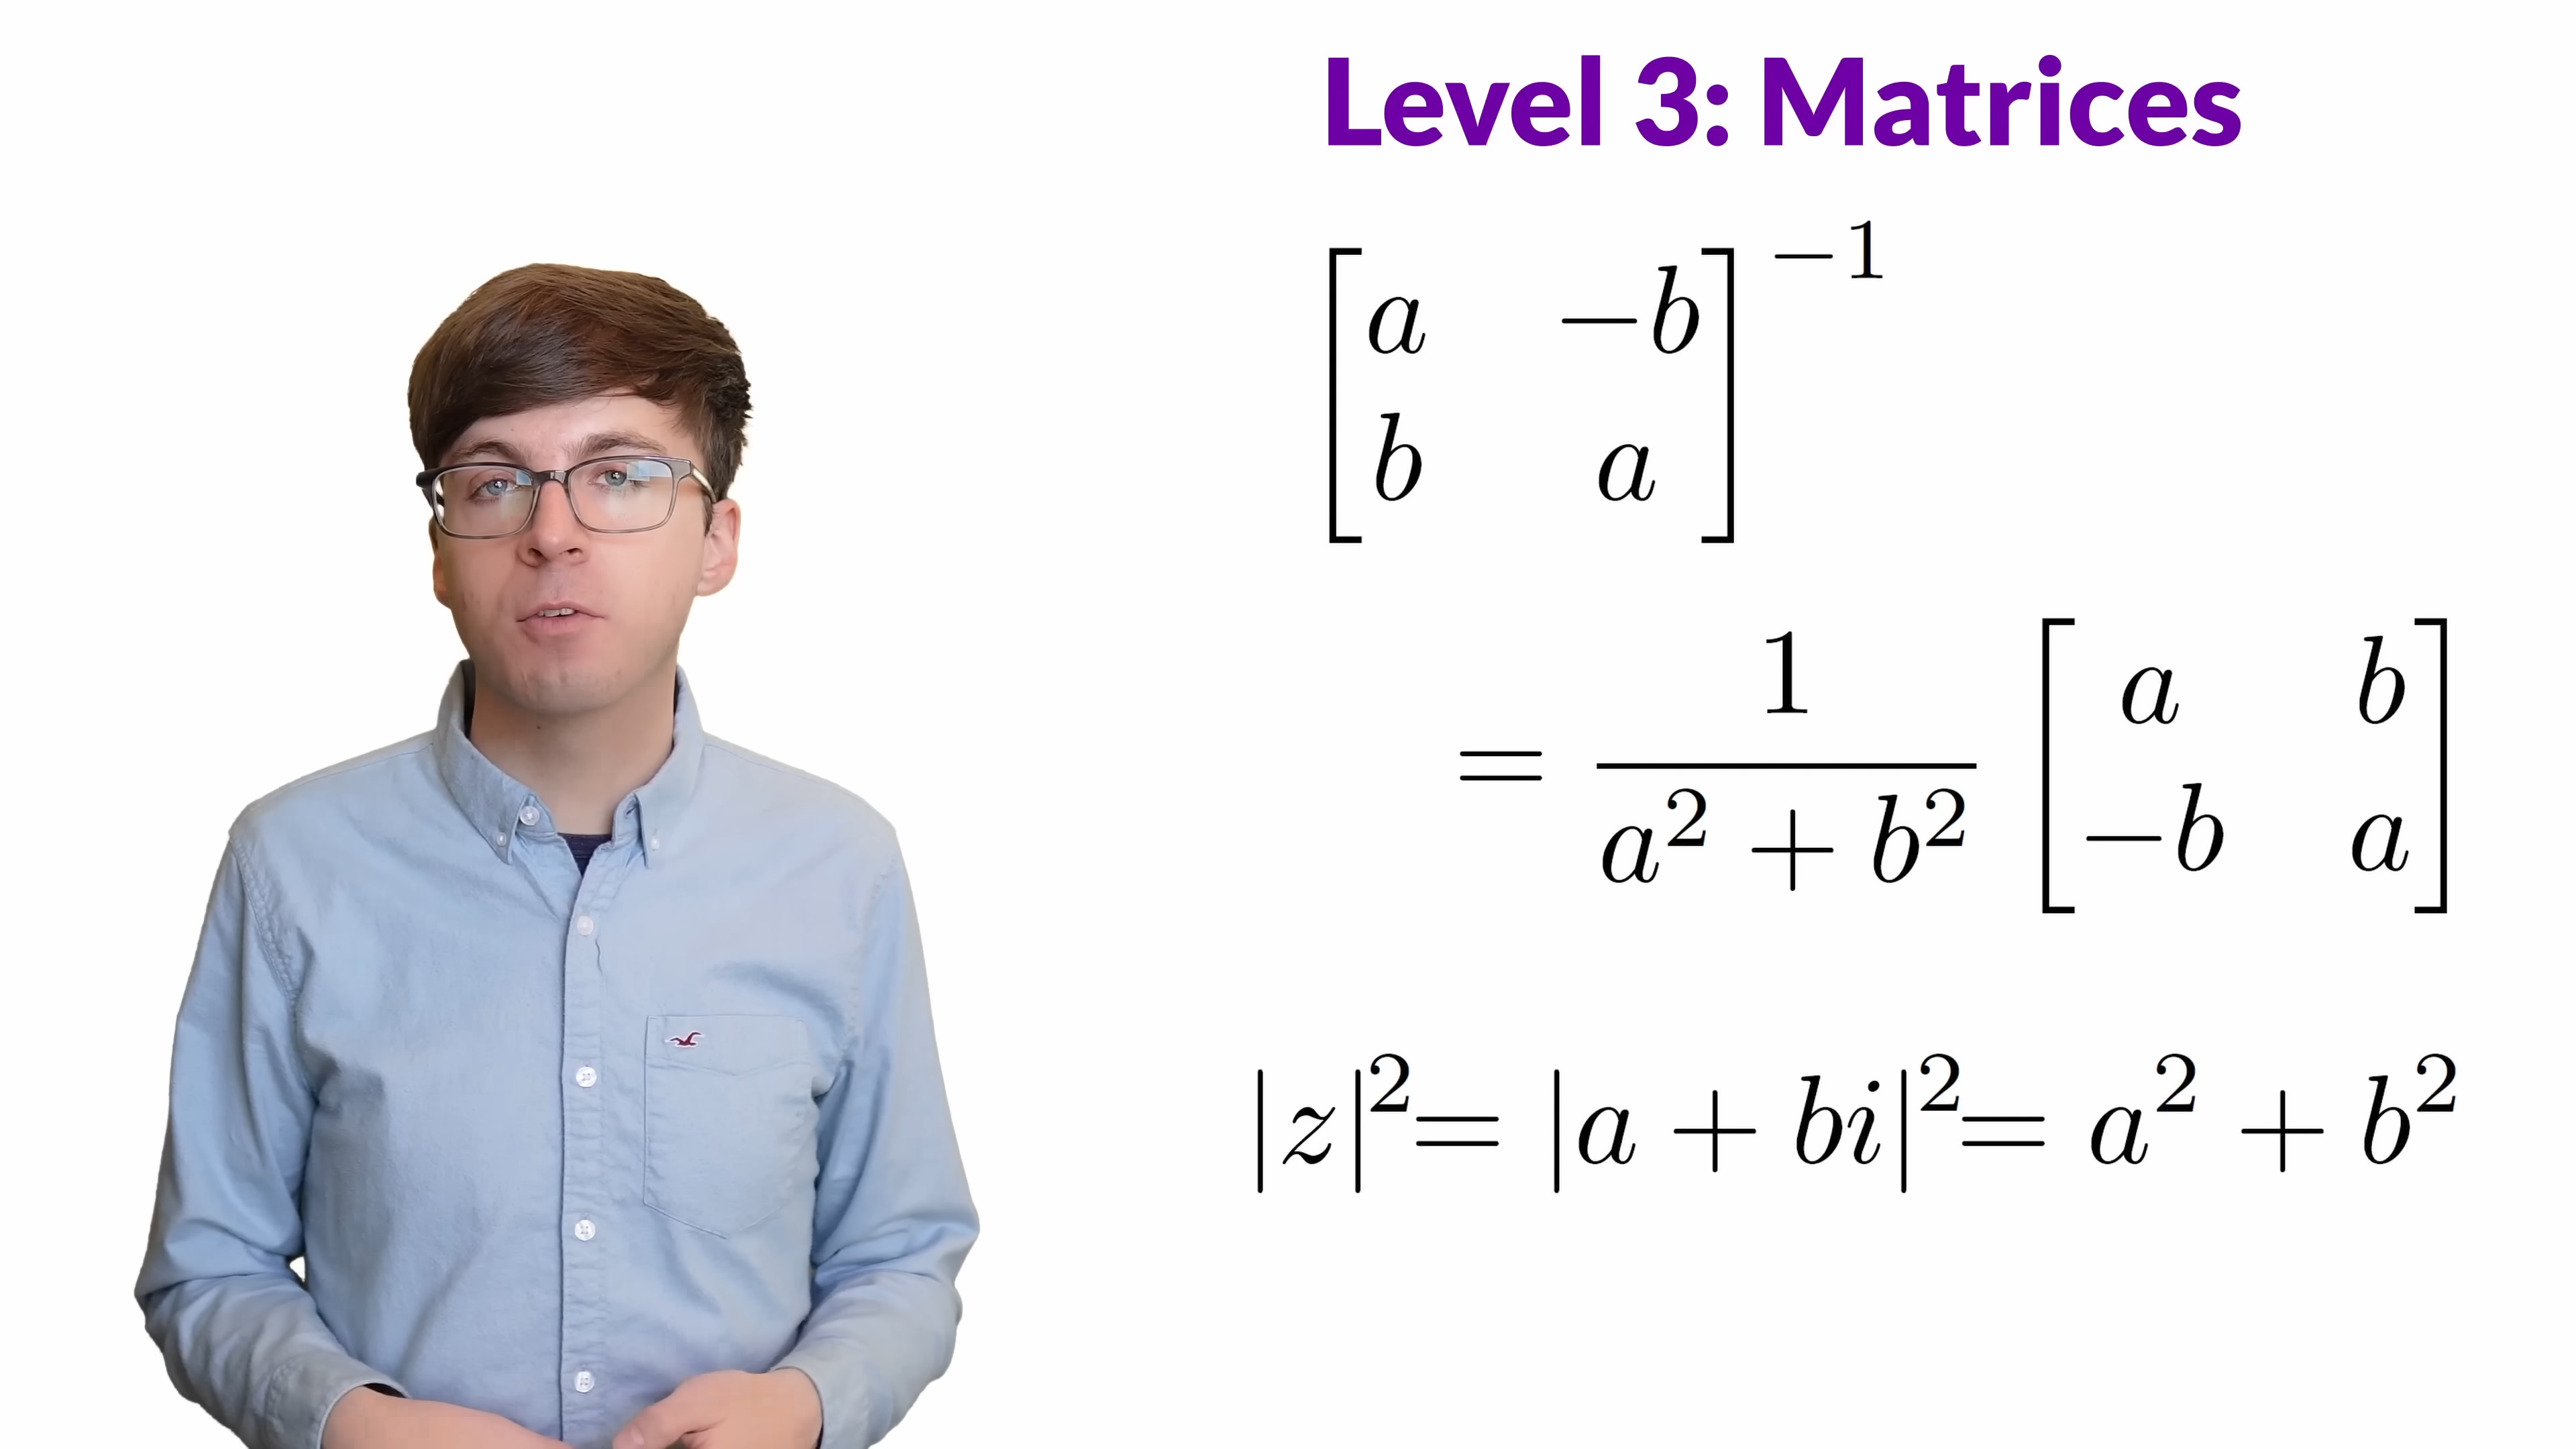 Level 3: Matrices
[a −b
b a]⁻¹
= 1/(a² + b²) [a b
−b a]
|z|² = |a + bi|² = a² + b²